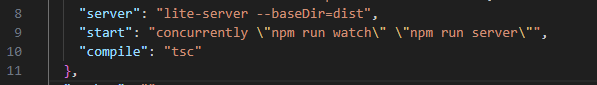 8 "server": "lite-server --baseDir=dist",
9 "start": "concurrently \"npm run watch\" \"npm run server\"",
10 "compile": "tsc"
11 },